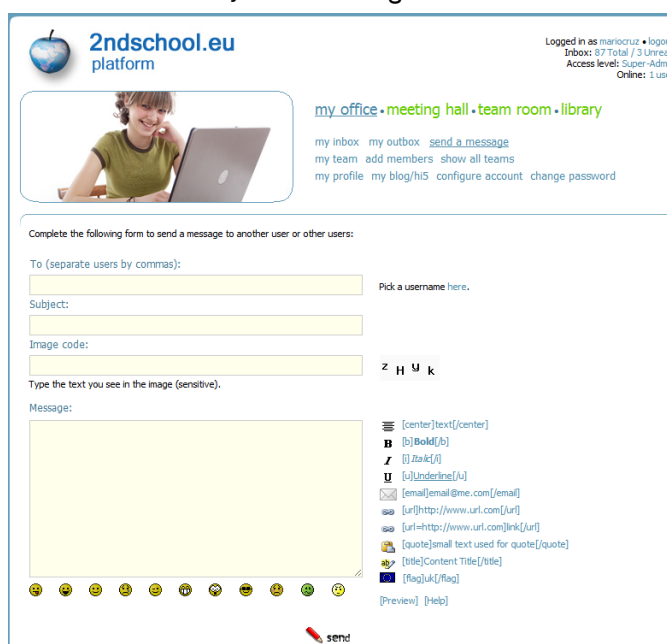 2ndschool.eu
platform
Logged in as mariocruz • logo
Inbox: 87 Total / 3 Unrea
Access level: Super-Adm
Online: 1 use
my office • meeting hall • team room • library
my inbox my outbox send a message
my team add members show all teams
my profile my blog/hi5 configure account change password
Complete the following form to send a message to another user or other users:
To (separate users by commas):
Pick a username here.
Subject:
Image code:
z H y k
Type the text you see in the image (sensitive).
Message:
[center]text[/center]
B [b]Bold[/b]
I [i]Italic[/i]
U [u]Underline[/u]
[email]email@me.com[/email]
[url]http://www.url.com[/url]
[url=http://www.url.com]link[/url]
[quote]small text used for quote[/quote]
ab [title]Content Title[/title]
[flag]uk[/flag]
[Preview] [Help]
send